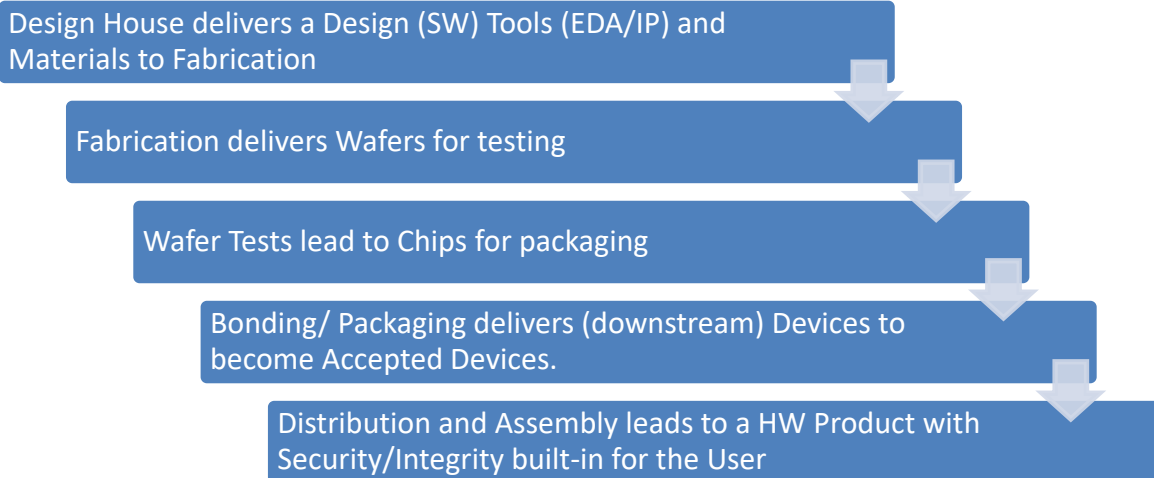 Design House delivers a Design (SW) Tools (EDA/IP) and
Materials to Fabrication
Fabrication delivers Wafers for testing
Wafer Tests lead to Chips for packaging
Bonding/ Packaging delivers (downstream) Devices to
become Accepted Devices.
Distribution and Assembly leads to a HW Product with
Security/Integrity built-in for the User